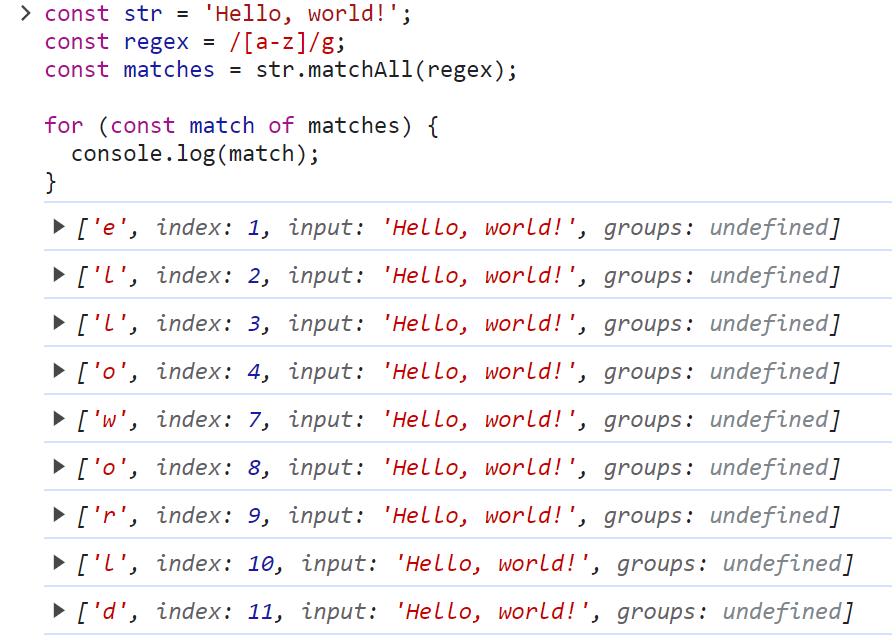 const str = 'Hello, world!';
const regex = /[a-z]/g;
const matches = str.matchAll(regex);
for (const match of matches) {
console.log(match);
}
['e', index: 1, input: 'Hello, world!', groups: undefined]
['l', index: 2, input: 'Hello, world!', groups: undefined]
['l', index: 3, input: 'Hello, world!', groups: undefined]
['o', index: 4, input: 'Hello, world!', groups: undefined]
['w', index: 7, input: 'Hello, world!', groups: undefined]
['o', index: 8, input: 'Hello, world!', groups: undefined]
['r', index: 9, input: 'Hello, world!', groups: undefined]
['l', index: 10, input: 'Hello, world!', groups: undefined]
['d', index: 11, input: 'Hello, world!', groups: undefined]